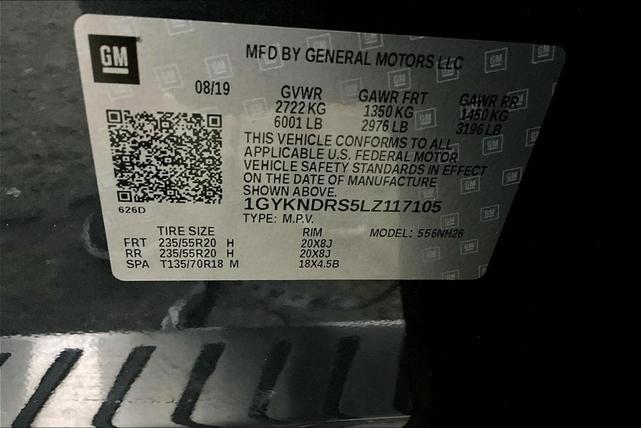 GM
MFD BY GENERAL MOTORS LLC
08/19 GVWR GAWR FRT GAWR RR
2722 KG 1350 KG 1450 KG
6001 LB 2976 LB 3196 LB
THIS VEHICLE CONFORMS TO ALL
APPLICABLE U.S. FEDERAL MOTOR
VEHICLE SAFETY STANDARDS IN EFFECT
ON THE DATE OF MANUFACTURE
SHOWN ABOVE.
626D
1GYKNDRS5LZ117105
TYPE: M.P.V.
TIRE SIZE RIM MODEL: 556NH26
FRT 235/55R20 H 20X8J
RR 235/55R20 H 20X8J
SPA T135/70R18 M 18X4.5B